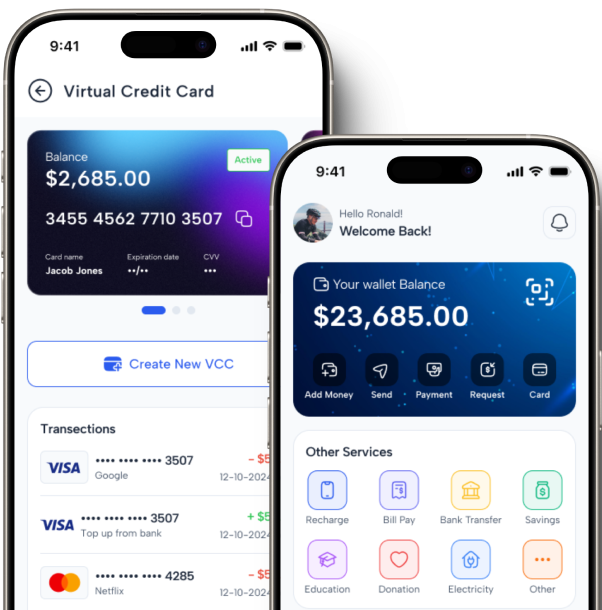 9:41
Virtual Credit Card
Balance
Active
$2,685.00
3455 4562 7710 3507
Card name Expiration date CVV
Jacob Jones ••/•• •••
Create New VCC
Transections
VISA •••• •••• •••• 3507 - $5
Google 12-10-2024
VISA •••• •••• •••• 3507 + $5
Top up from bank 12-10-2024
•••• •••• •••• 4285 - $5
Netflix 12-10-2024
9:41
Hello Ronald!
Welcome Back!
Your wallet Balance
$23,685.00
Add Money Send Payment Request Card
Other Services
Recharge Bill Pay Bank Transfer Savings
Education Donation Electricity Other